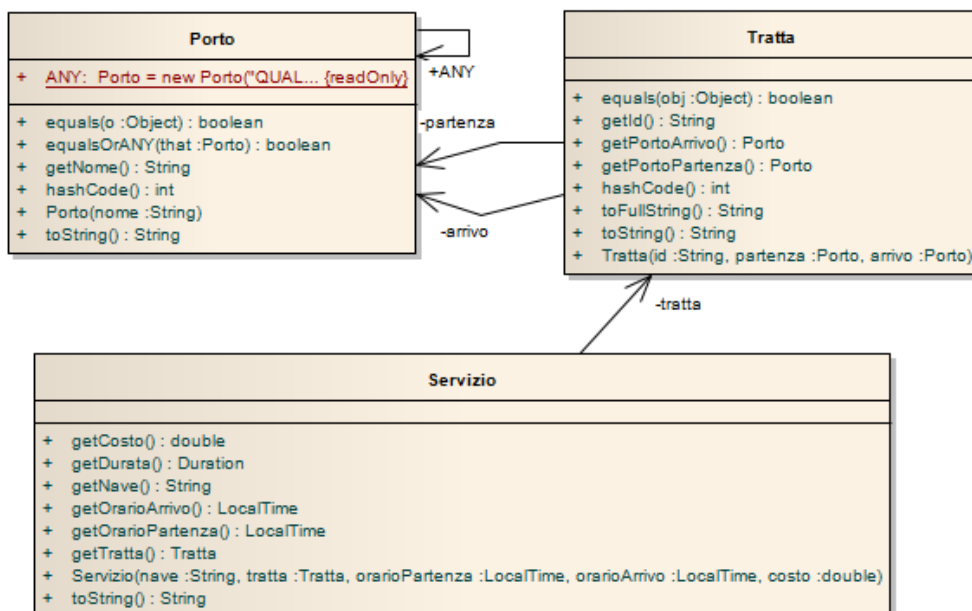 Porto
+ ANY: Porto = new Porto("QUAL... {readOnly}
+ equals(o :Object) : boolean
+ equalsOrANY(that :Porto) : boolean
+ getNome() : String
+ hashCode() : int
+ Porto(nome :String)
+ toString() : String
+ANY
-partenza
-arrivo
Tratta
+ equals(obj :Object) : boolean
+ getId() : String
+ getPortoArrivo() : Porto
+ getPortoPartenza() : Porto
+ hashCode() : int
+ toFullString() : String
+ toString() : String
+ Tratta(id :String, partenza :Porto, arrivo :Porto)
-tratta
Servizio
+ getCosto() : double
+ getDurata() : Duration
+ getNave() : String
+ getOrarioArrivo() : LocalTime
+ getOrarioPartenza() : LocalTime
+ getTratta() : Tratta
+ Servizio(nave :String, tratta :Tratta, orarioPartenza :LocalTime, orarioArrivo :LocalTime, costo :double)
+ toString() : String